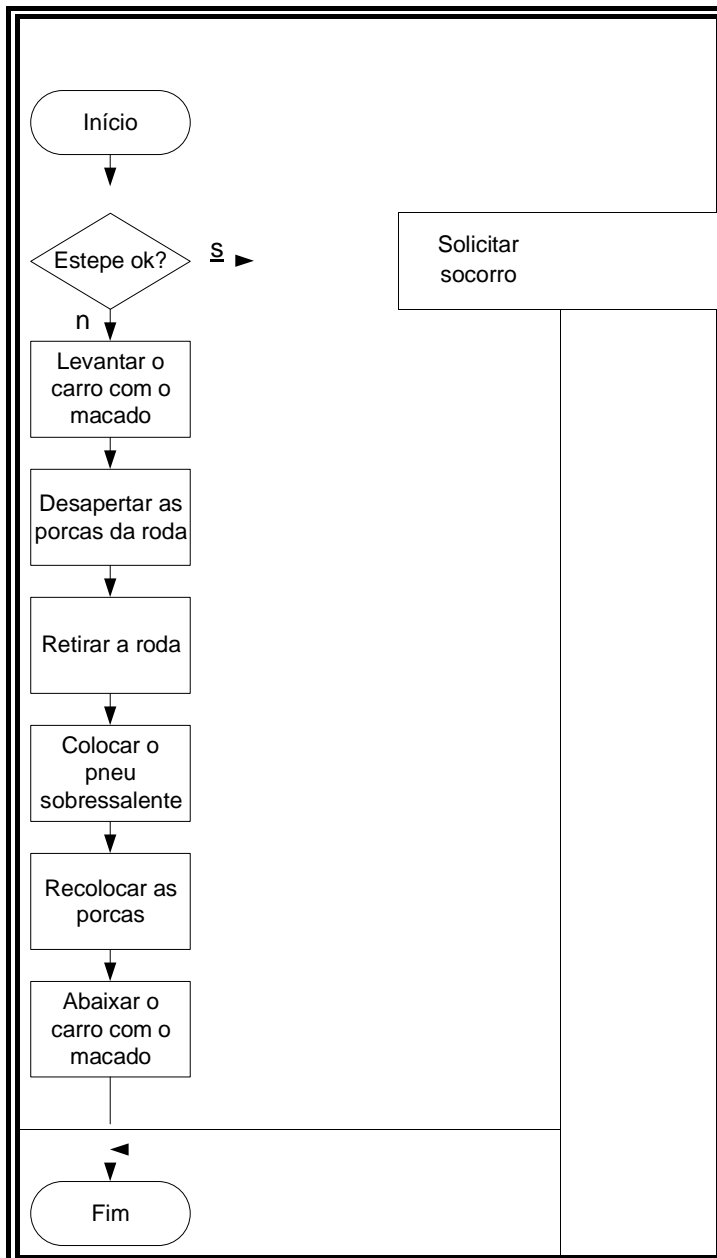 Início
Estepe ok?
s
Solicitar
socorro
n
Levantar o
carro com o
macado
Desapertar as
porcas da roda
Retirar a roda
Colocar o
pneu
sobressalente
Recolocar as
porcas
Abaixar o
carro com o
macado
Fim